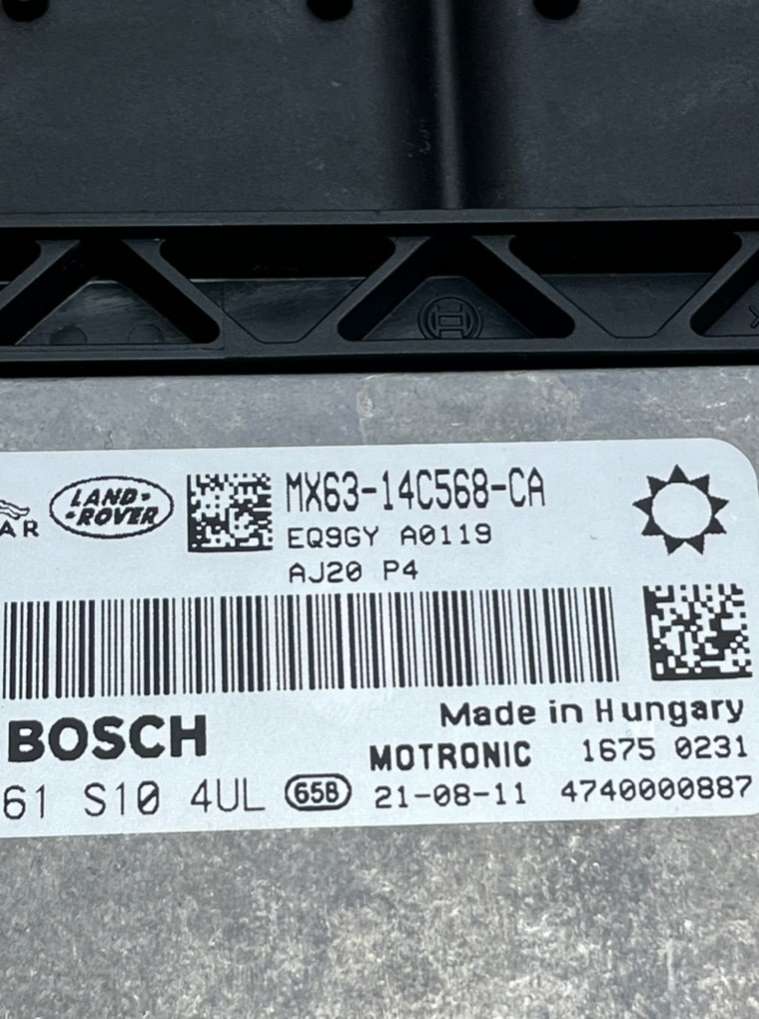 AR
LAND-
-ROVER
MX63-14C568-CA
EQ9GY A0119
AJ20 P4
BOSCH
Made in Hungary
MOTRONIC 1675 0231
61 S10 4UL 65B 21-08-11 4740000887